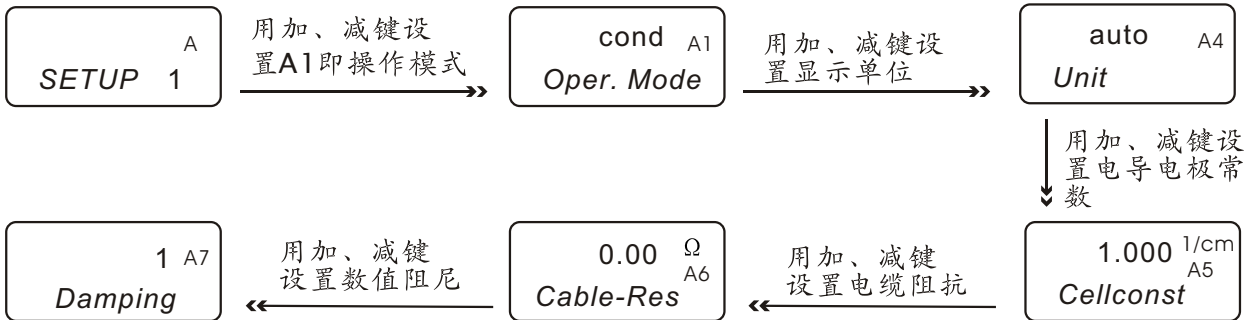 A
SETUP 1
用加、减键设
置A1即操作模式
cond A1
Oper. Mode
用加、减键设
置显示单位
auto A4
Unit
用加、减键设
置电导电极常
数
1.000 1/cm
A5
Cellconst
用加、减键
设置电缆阻抗
0.00 Ω
A6
Cable-Res
用加、减键
设置数值阻尼
1 A7
Damping